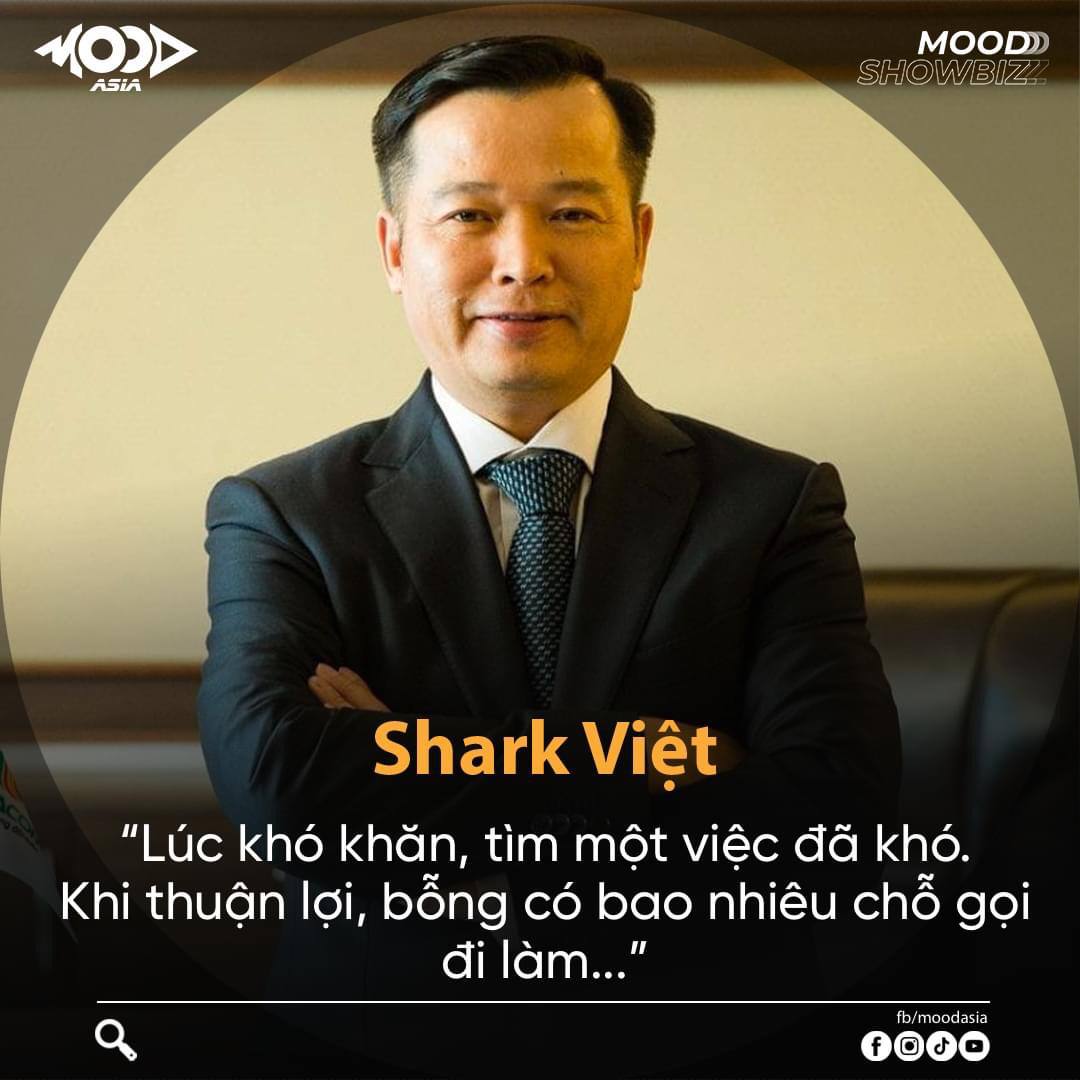 MOOD
ASIA
MOOD
SHOWBIZ
Shark Việt
“Lúc khó khăn, tìm một việc đã khó.
Khi thuận lợi, bỗng có bao nhiêu chỗ gọi
đi làm...”
fb/moodasia